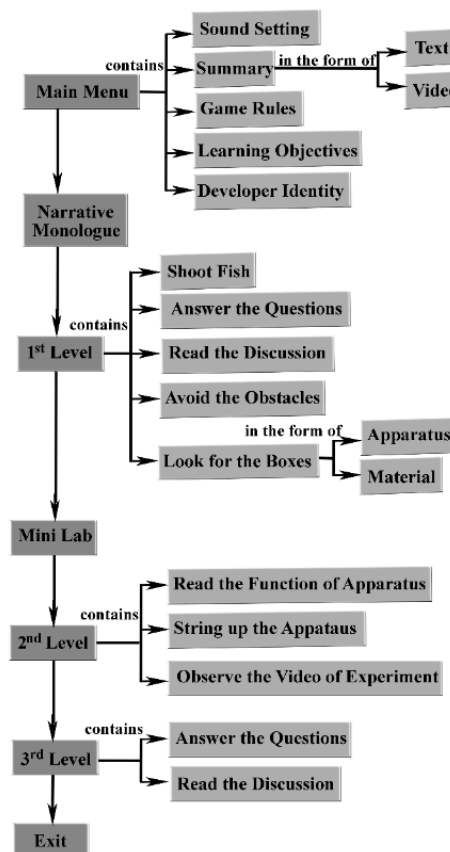 Sound Setting
contains
Summary
in the form of
Text
Video
Main Menu
Game Rules
Learning Objectives
Developer Identity
Narrative
Monologue
Shoot Fish
contains
Answer the Questions
1st Level
Read the Discussion
Avoid the Obstacles
in the form of
Look for the Boxes
Apparatus
Material
Mini Lab
contains
Read the Function of Apparatus
2nd Level
String up the Appataus
Observe the Video of Experiment
contains
Answer the Questions
3rd Level
Read the Discussion
Exit